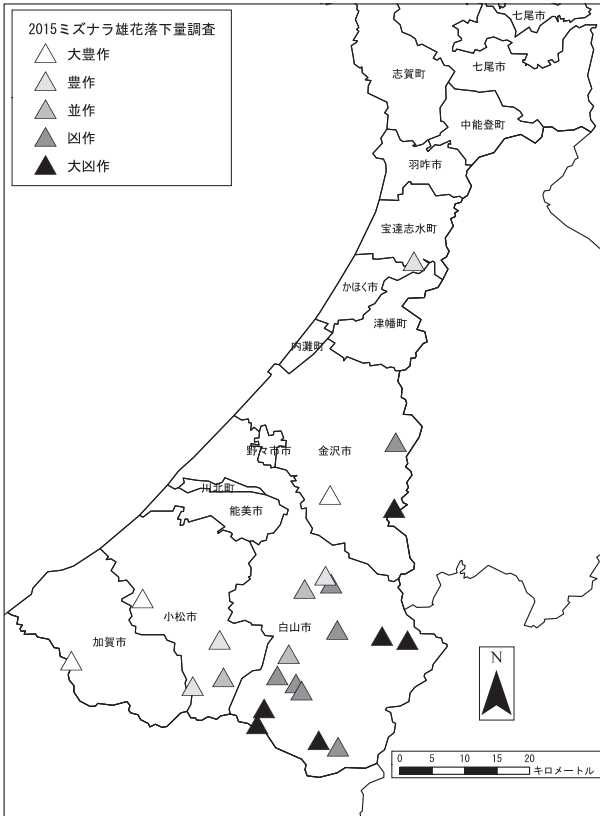 2015ミズナラ雄花落下量調査
大豊作
豊作
並作
凶作
大凶作
七尾市
七尾市
志賀町
中能登町
羽咋市
宝達志水町
かほく市
津幡町
内灘町
野々市市
金沢市
川北町
能美市
小松市
白山市
加賀市
N
0 5 10 15 20
キロメートル